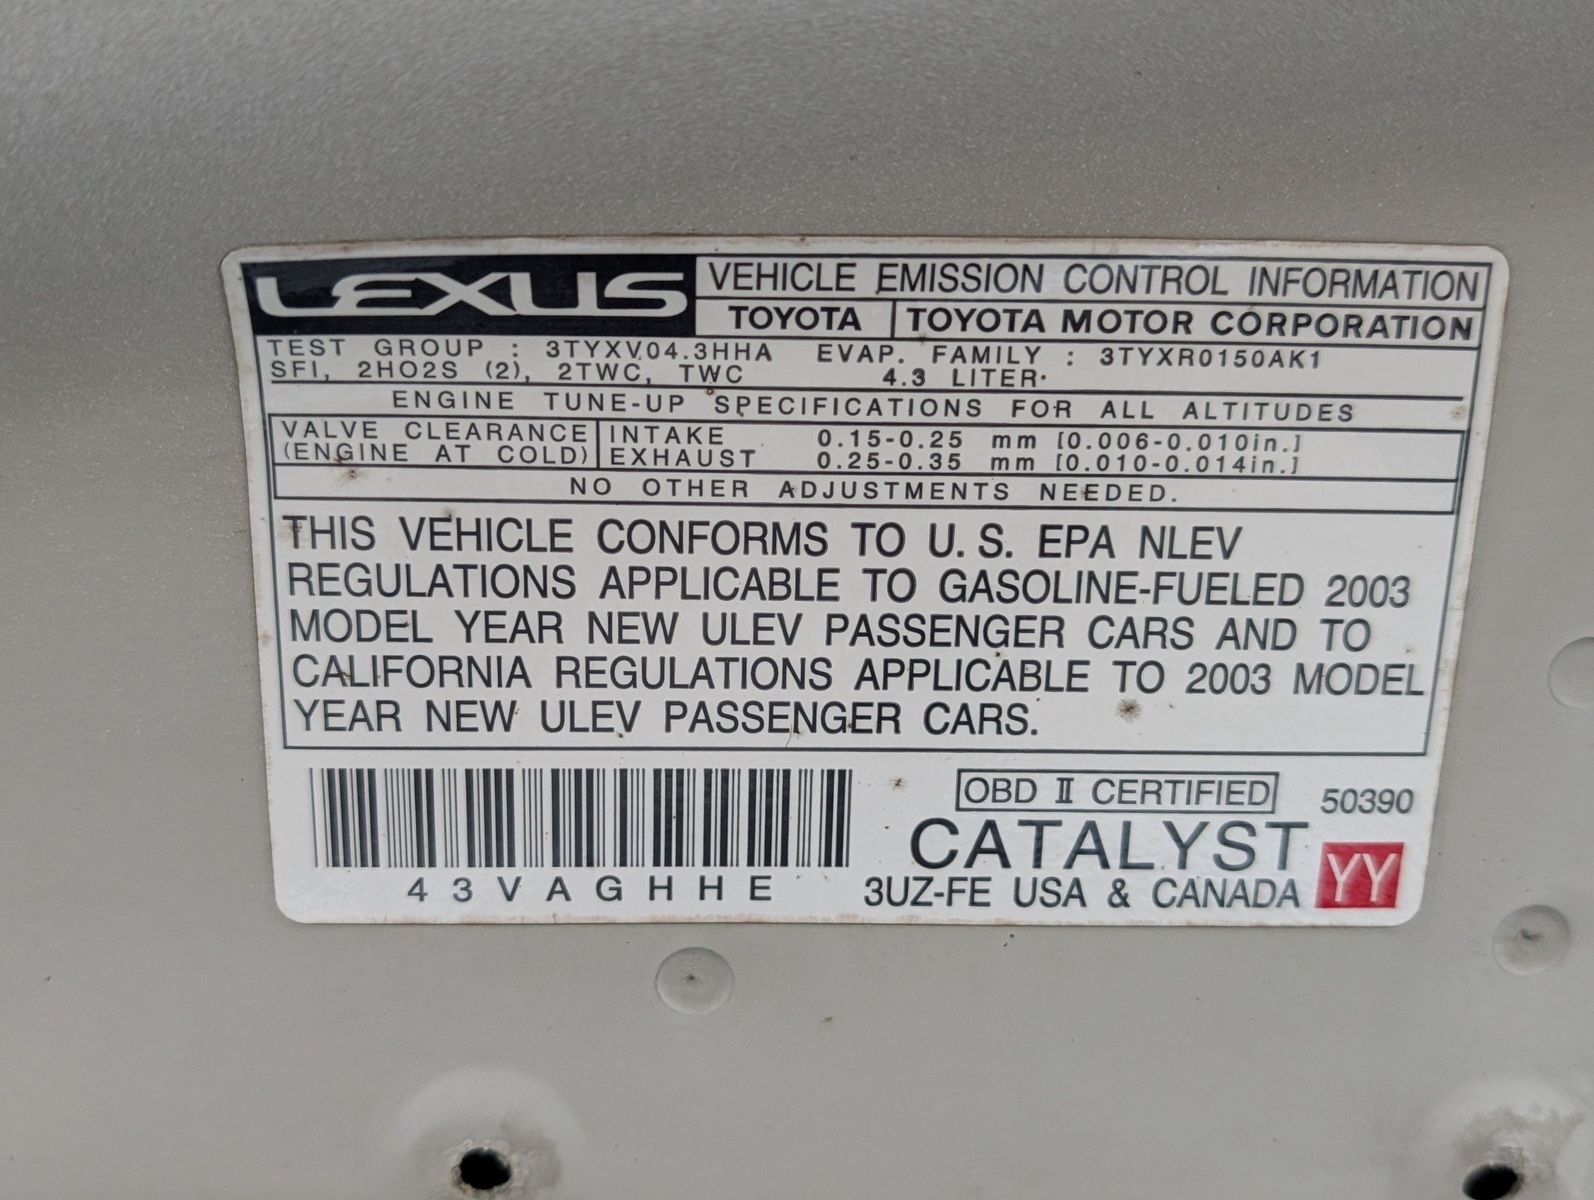 LEXUS VEHICLE EMISSION CONTROL INFORMATION
TOYOTA TOYOTA MOTOR CORPORATION
TEST GROUP : 3TYXV04.3HHA EVAP. FAMILY : 3TYXR0150AK1
SFI, 2HO2S (2), 2TWC, TWC 4.3 LITER
ENGINE TUNE-UP SPECIFICATIONS FOR ALL ALTITUDES
VALVE CLEARANCE INTAKE 0.15-0.25 mm [0.006-0.010in.]
(ENGINE AT COLD) EXHAUST 0.25-0.35 mm [0.010-0.014in.]
NO OTHER ADJUSTMENTS NEEDED.
THIS VEHICLE CONFORMS TO U.S. EPA NLEV
REGULATIONS APPLICABLE TO GASOLINE-FUELED 2003
MODEL YEAR NEW ULEV PASSENGER CARS AND TO
CALIFORNIA REGULATIONS APPLICABLE TO 2003 MODEL
YEAR NEW ULEV PASSENGER CARS.
OBD II CERTIFIED 50390
CATALYST
43VAGHHE 3UZ-FE USA & CANADA YY